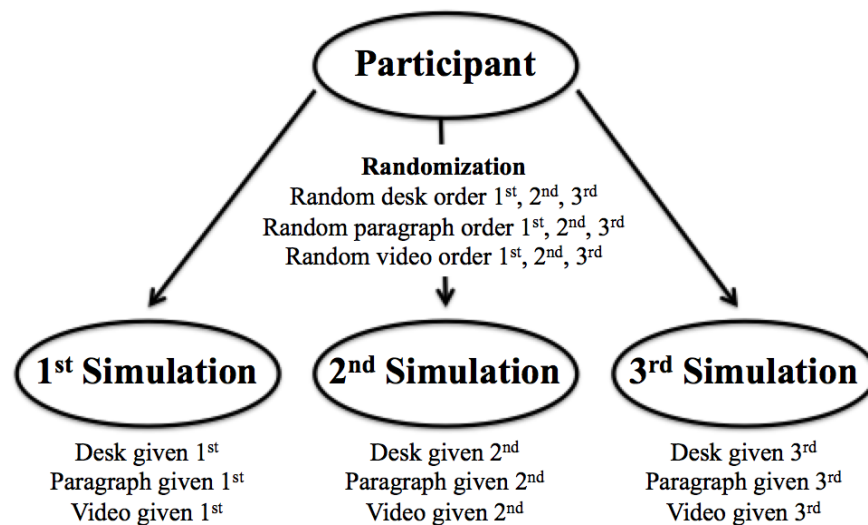 Participant
Randomization
Random desk order 1st, 2nd, 3rd
Random paragraph order 1st, 2nd, 3rd
Random video order 1st, 2nd, 3rd
1st Simulation
2nd Simulation
3rd Simulation
Desk given 1st
Paragraph given 1st
Video given 1st
Desk given 2nd
Paragraph given 2nd
Video given 2nd
Desk given 3rd
Paragraph given 3rd
Video given 3rd